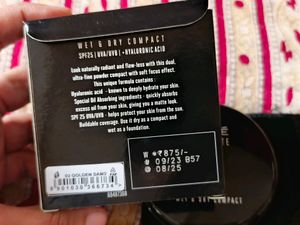 WET & DRY COMPACT
SPF25 | UVA/UVB | HYALURONIC ACID
Look naturally radiant and flaw-less with this dual,
ultra-fine powder compact with soft focus effect.
This unique formula contains :
Hyaluronic acid - known to deeply hydrate the skin.
Special Oil Absorbing ingredients - quickly absorbs
excess oil from your skin, giving you a matte look.
SPF 25 UVA/UVB - helps protect your skin from the sun.
Buildable coverage. Use it dry as a compact and
wet as a foundation.
₹875/-
09/23 B57
08/25
02 GOLDEN SAND
8901030866734
WET & DRY COMPACT